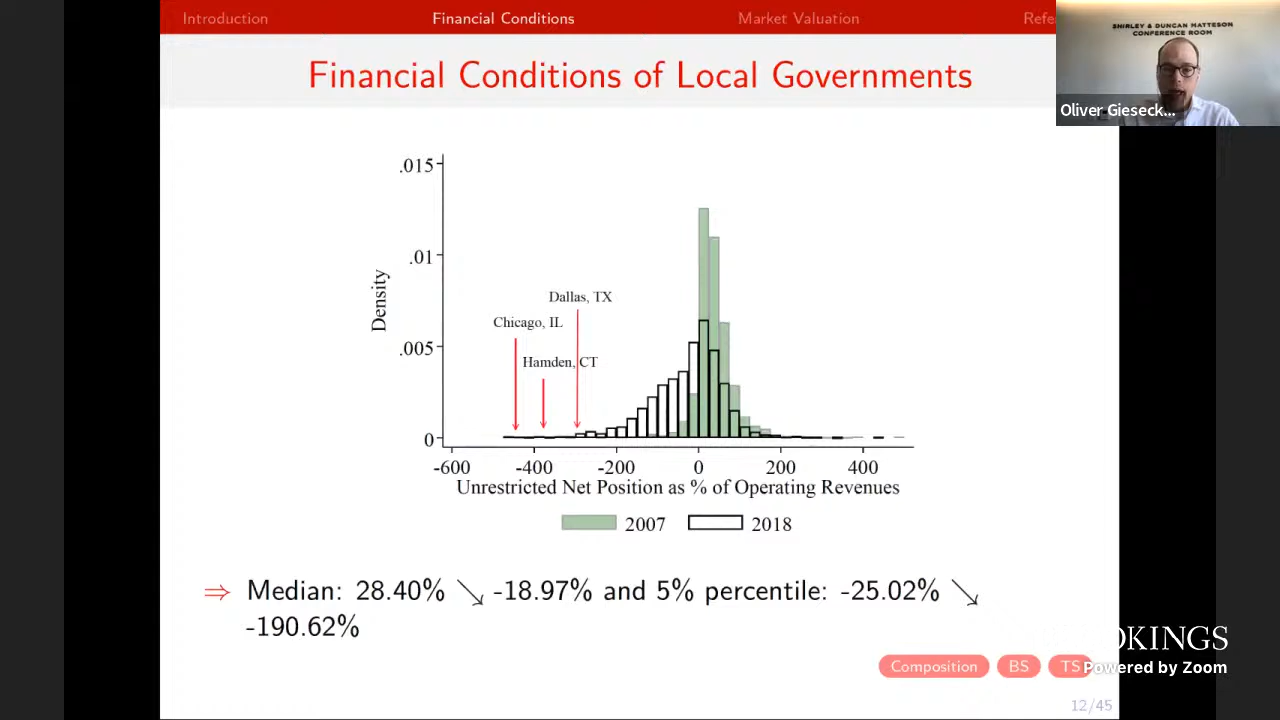 Introduction
Financial Conditions
Market Valuation
Refe
SHIRLEY & DUNCAN MATTESON
CONFERENCE ROOM
Oliver Gieseck...
Financial Conditions of Local Governments
.015
.01
.005
0
Density
Dallas, TX
Chicago, IL
Hamden, CT
-600
-400
-200
0
200
400
Unrestricted Net Position as % of Operating Revenues
2007
2018
⇒ Median: 28.40% ↘ -18.97% and 5% percentile: -25.02% ↘
-190.62%
OKINGS
Composition
BS
TS
Powered by Zoom
12/45